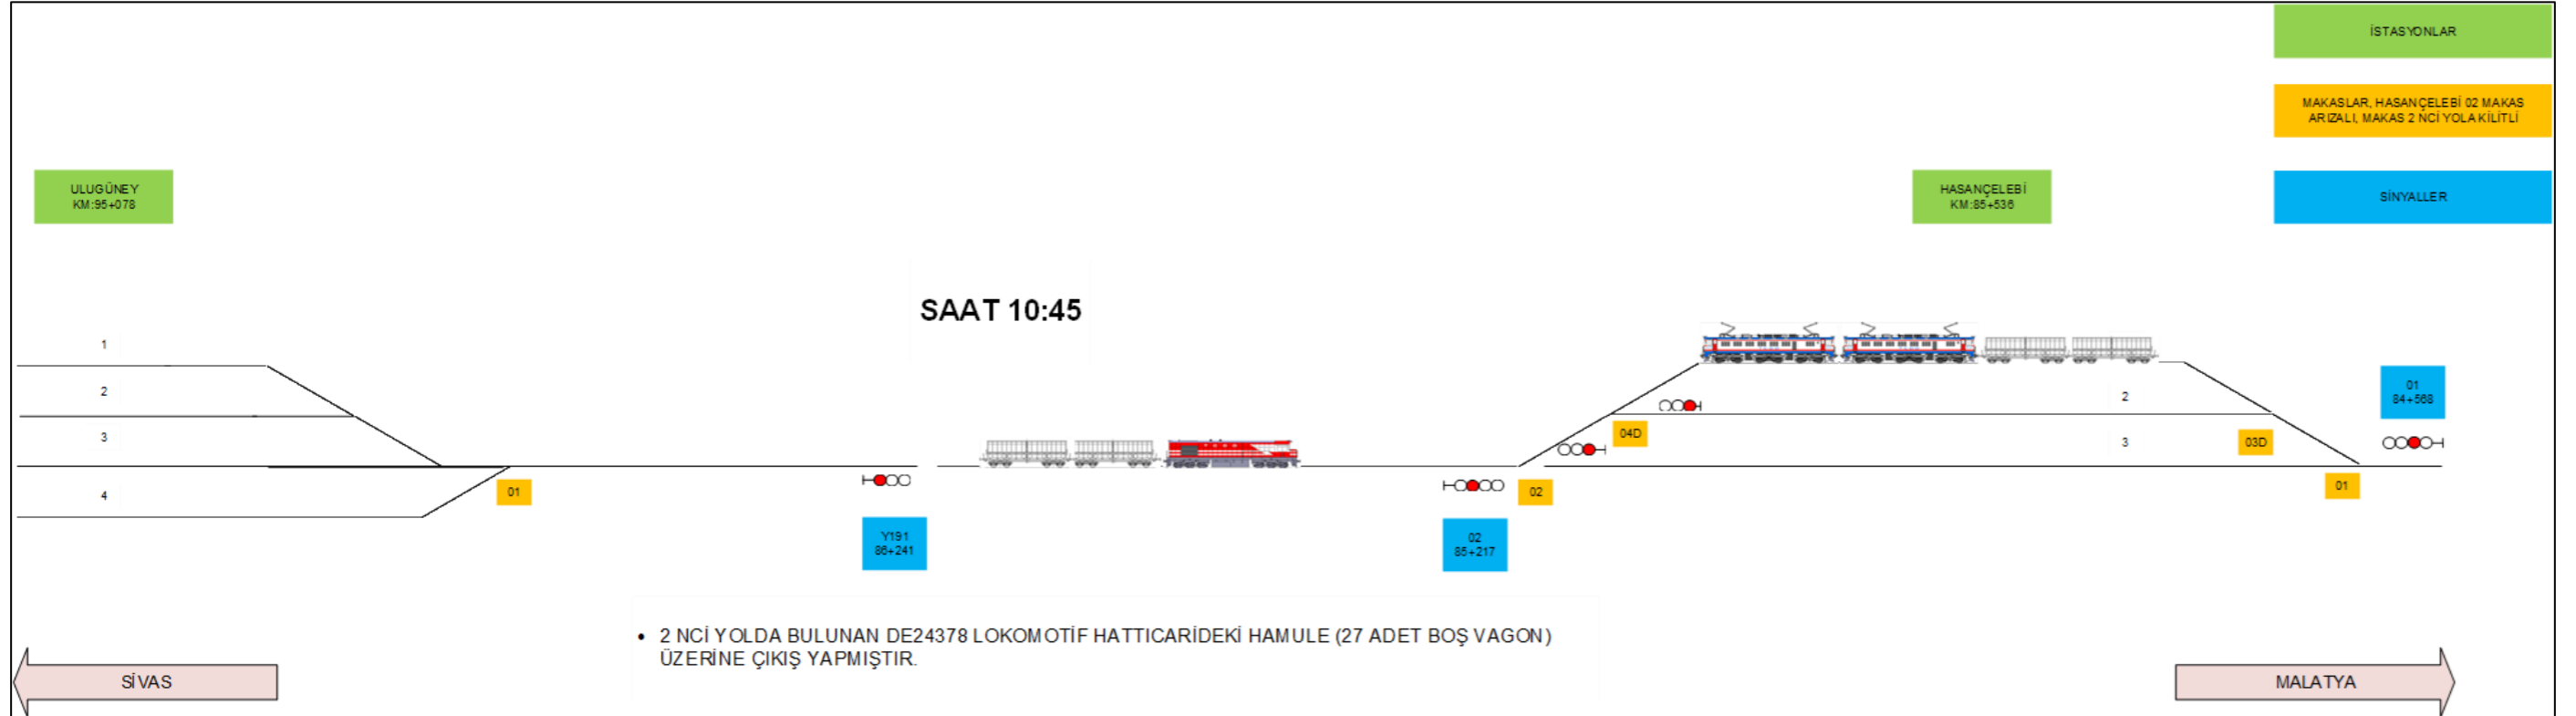 İSTASYONLAR
MAKASLAR, HASANÇELEBİ 02 MAKAS
ARIZALI, MAKAS 2 NCİ YOLA KİLİTLİ
ULUGÜNEY
KM:95+078
HASANÇELEBİ
KM:85+536
SİNYALLER
SAAT 10:45
1
2
3
4
01
2
3
04D
03D
01
84+568
02
01
Y191
86+241
02
85+217
• 2 NCİ YOLDA BULUNAN DE24378 LOKOMOTİF HATTICARİDEKİ HAMULE (27 ADET BOŞ VAGON)
ÜZERİNE ÇIKIŞ YAPMIŞTIR.
SİVAS
MALATYA